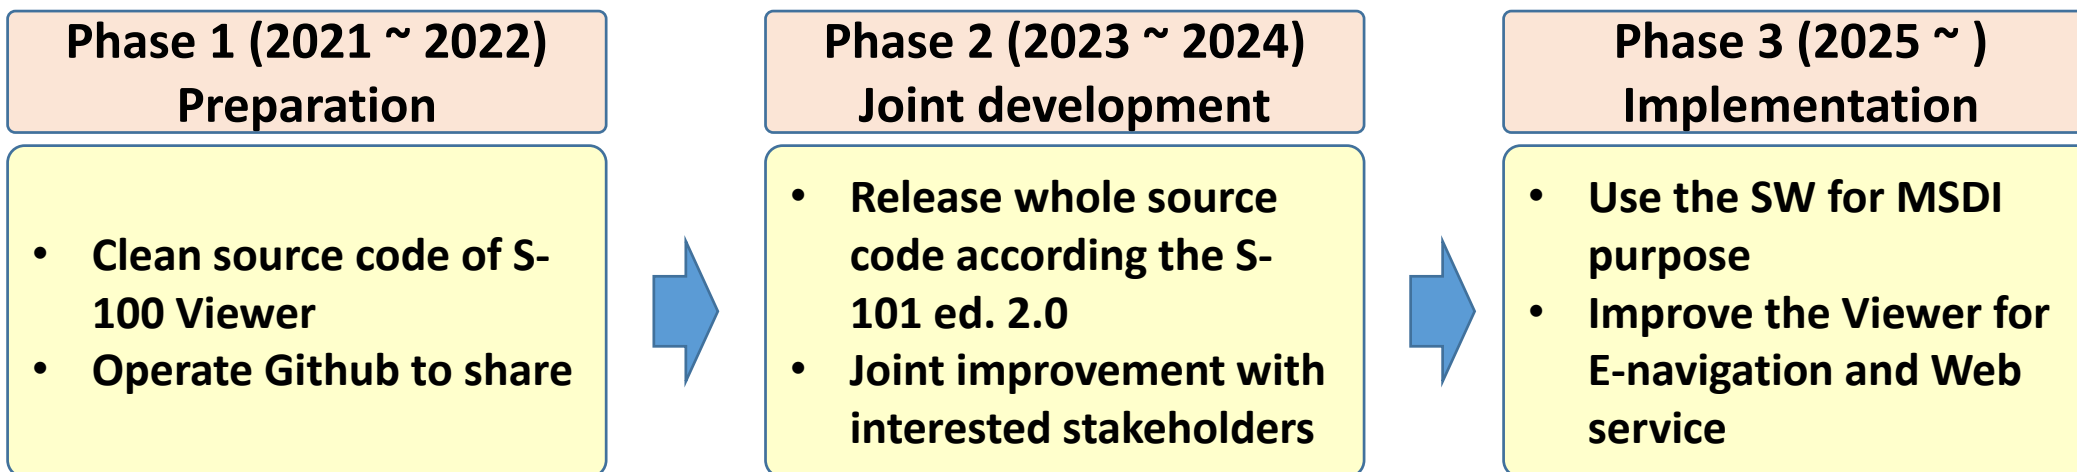 Phase 1 (2021 ~ 2022)
Preparation
• Clean source code of S-
100 Viewer
• Operate Github to share
Phase 2 (2023 ~ 2024)
Joint development
• Release whole source
code according the S-
101 ed. 2.0
• Joint improvement with
interested stakeholders
Phase 3 (2025 ~ )
Implementation
• Use the SW for MSDI
purpose
• Improve the Viewer for
E-navigation and Web
service